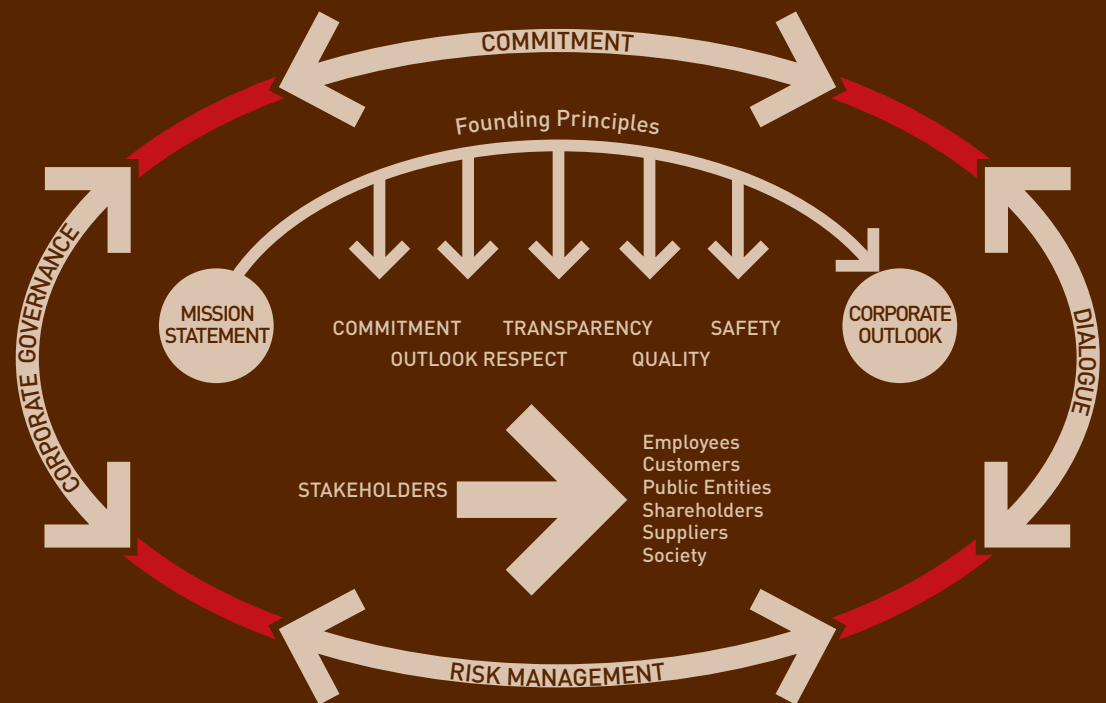 COMMITMENT
Founding Principles
CORPORATE GOVERNANCE
MISSION
STATEMENT
COMMITMENT
TRANSPARENCY
SAFETY
OUTLOOK RESPECT
QUALITY
CORPORATE
OUTLOOK
DIALOGUE
STAKEHOLDERS
Employees
Customers
Public Entities
Shareholders
Suppliers
Society
RISK MANAGEMENT